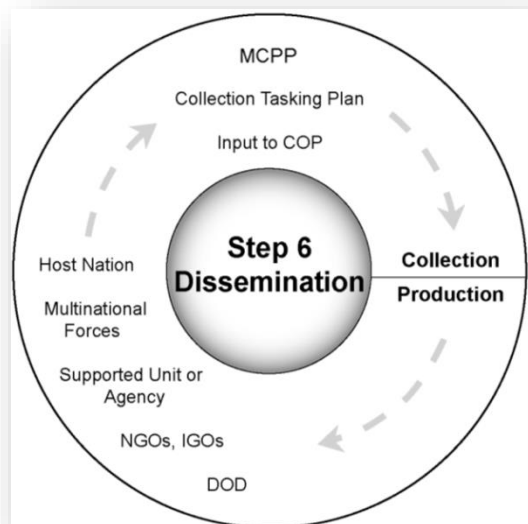 MCPP
Collection Tasking Plan
Input to COP
Step 6
Dissemination
Collection
Production
Host Nation
Multinational
Forces
Supported Unit or
Agency
NGOs, IGOs
DOD